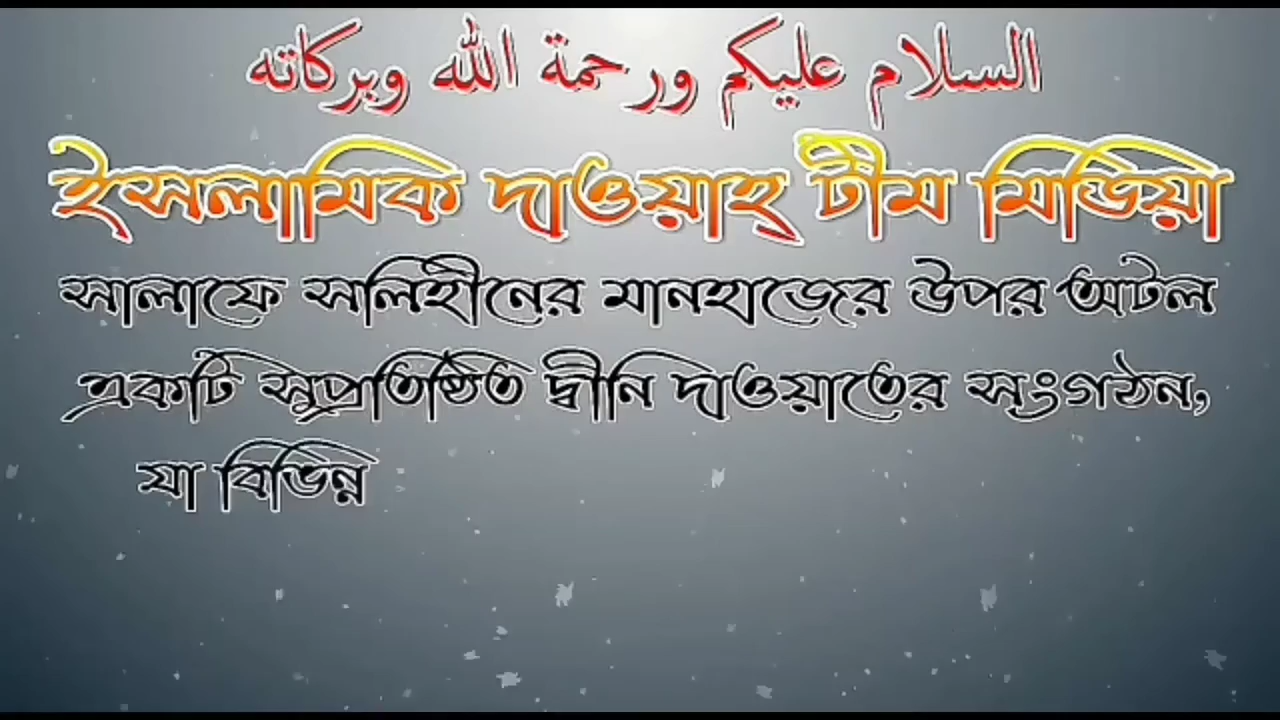 السلام عليكم ورحمة الله وبركاته
ইসলামিক দাওয়াহ্ টীম মিডিয়া
সালাফে সলিহীনের মানহাজের উপর অটল
একটি সুপ্রতিষ্ঠিত দ্বীনি দাওয়াতের সংগঠন,
যা বিভিন্ন